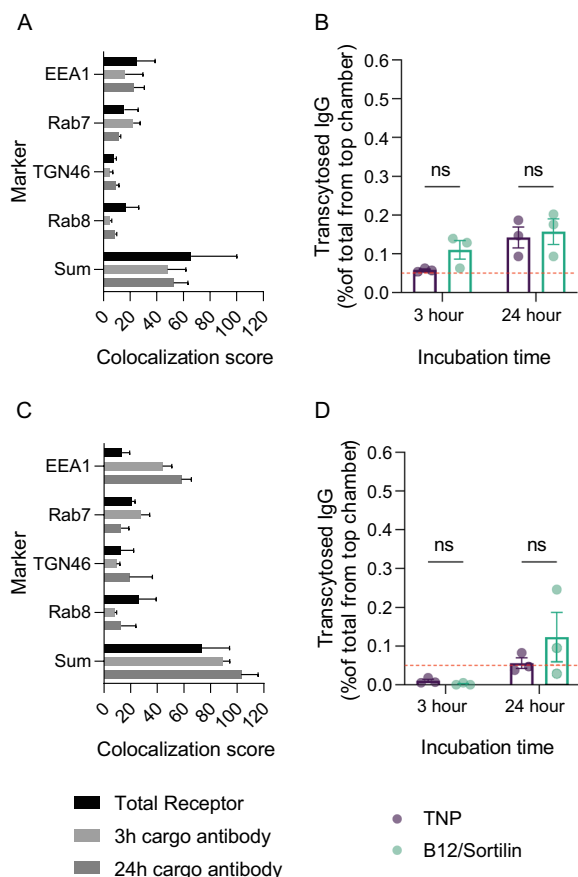 A
Marker
EEA1
Rab7
TGN46
Rab8
Sum
0
20
40
60
80
100
120
Colocalization score
B
Transcytosed IgG
(%of total from top chamber)
0.6
0.5
0.4
0.3
0.2
0.1
0.0
ns
ns
3 hour
24 hour
Incubation time
C
Marker
EEA1
Rab7
TGN46
Rab8
Sum
0
20
40
60
80
100
120
Colocalization score
D
Transcytosed IgG
(%of total from top chamber)
0.6
0.5
0.4
0.3
0.2
0.1
0.0
ns
ns
3 hour
24 hour
Incubation time
Total Receptor
3h cargo antibody
24h cargo antibody
TNP
B12/Sortilin